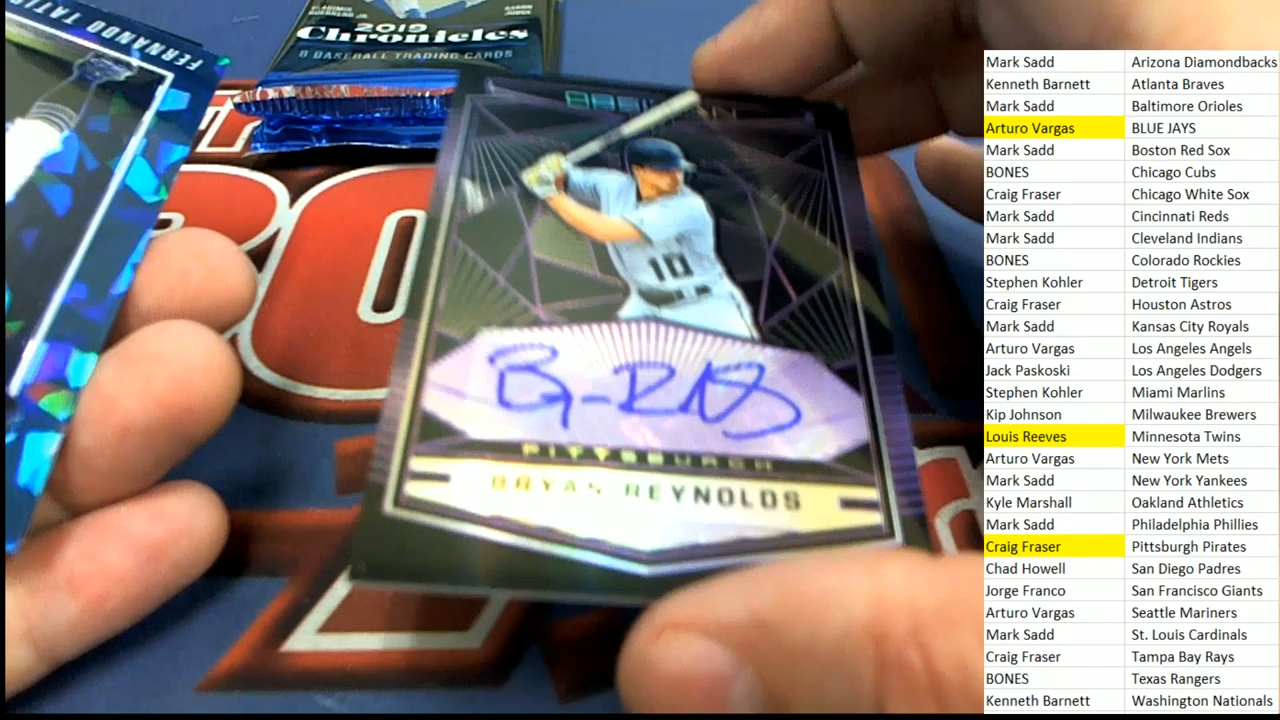 FERNANDO TATIS
VLADIMIR
GUERRERO JR.
AARON
JUDGE
2019
Chronicles
8 BASEBALL TRADING CARDS
OBSIDIAN
10
PITTSBURGH
BRYAN REYNOLDS
Mark Sadd Arizona Diamondbacks
Kenneth Barnett Atlanta Braves
Mark Sadd Baltimore Orioles
Arturo Vargas BLUE JAYS
Mark Sadd Boston Red Sox
BONES Chicago Cubs
Craig Fraser Chicago White Sox
Mark Sadd Cincinnati Reds
Mark Sadd Cleveland Indians
BONES Colorado Rockies
Stephen Kohler Detroit Tigers
Craig Fraser Houston Astros
Mark Sadd Kansas City Royals
Arturo Vargas Los Angeles Angels
Jack Paskoski Los Angeles Dodgers
Stephen Kohler Miami Marlins
Kip Johnson Milwaukee Brewers
Louis Reeves Minnesota Twins
Arturo Vargas New York Mets
Mark Sadd New York Yankees
Kyle Marshall Oakland Athletics
Mark Sadd Philadelphia Phillies
Craig Fraser Pittsburgh Pirates
Chad Howell San Diego Padres
Jorge Franco San Francisco Giants
Arturo Vargas Seattle Mariners
Mark Sadd St. Louis Cardinals
Craig Fraser Tampa Bay Rays
BONES Texas Rangers
Kenneth Barnett Washington Nationals